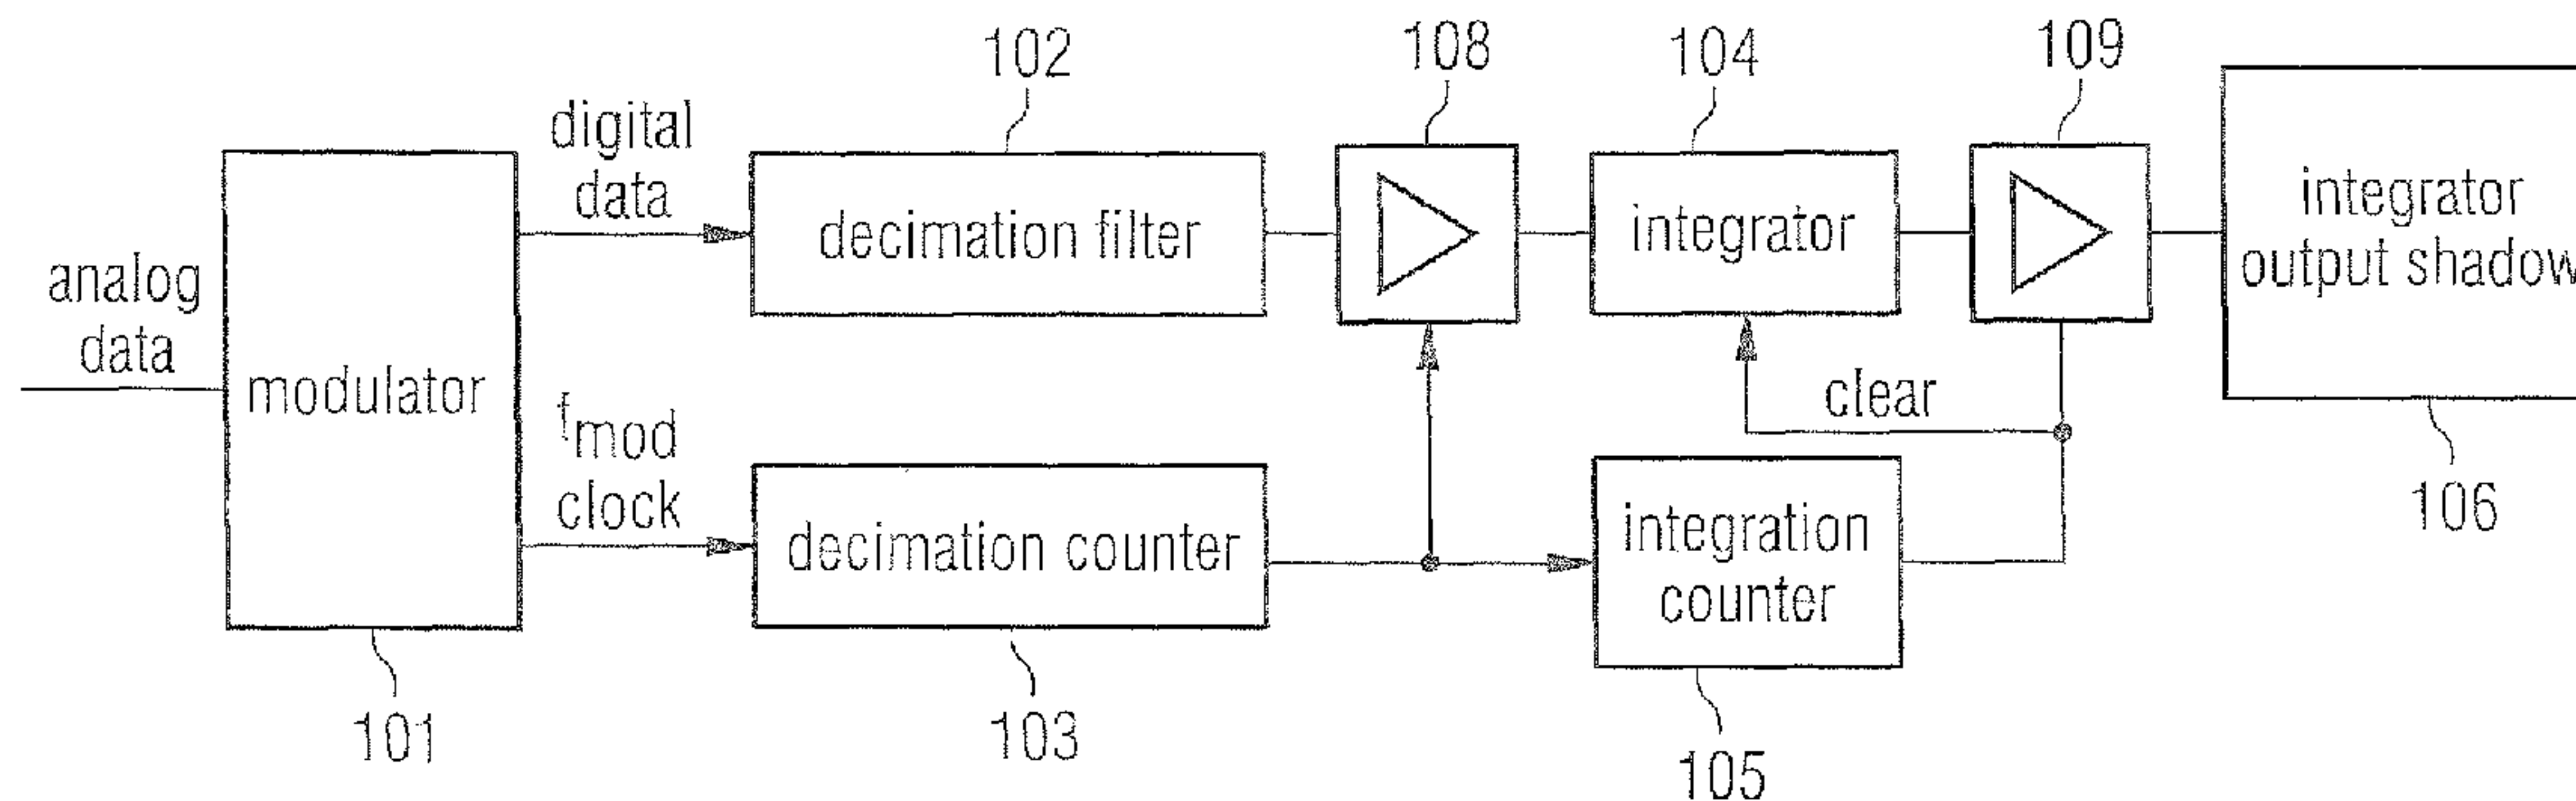 102
108
104
109
digital
data
decimation filter
integrator
integrator
output shadow
analog
data
modulator
clear
fmod
clock
decimation counter
integration
counter
106
101
103
105